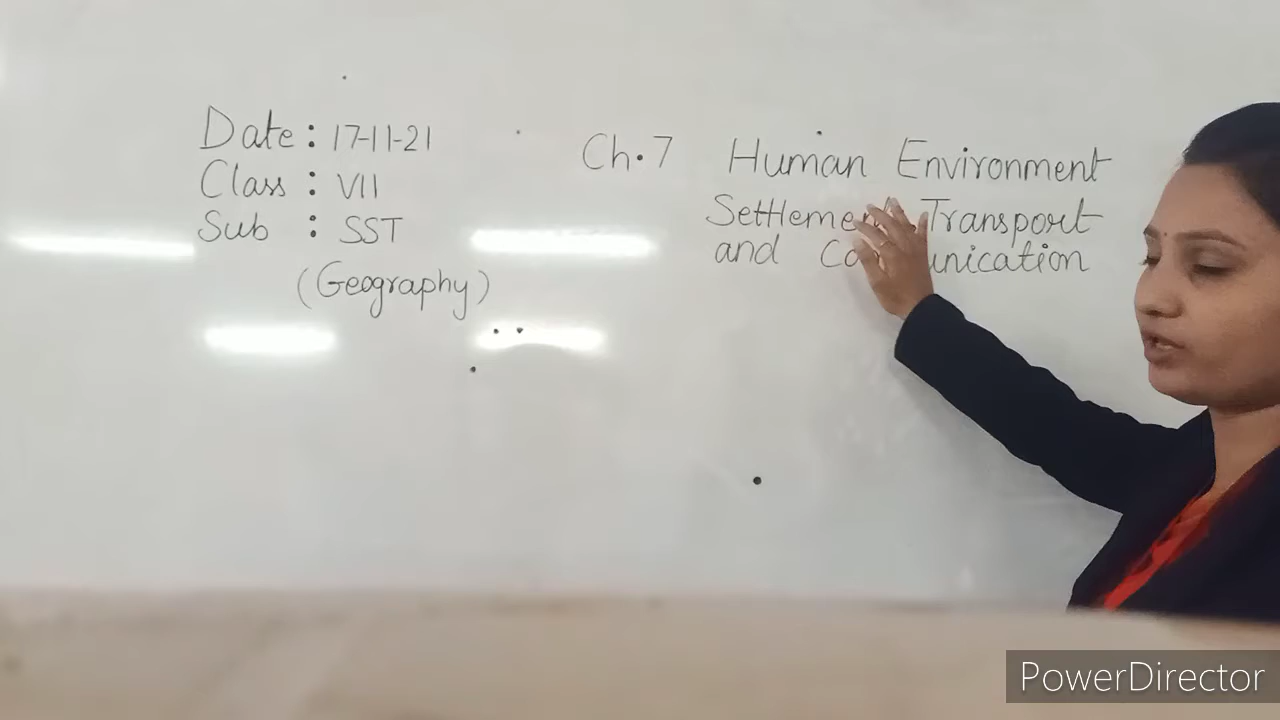 Date : 17-11-21
Class : VII
Sub : SST
(Geography)
Ch.7 Human Environment
Transport
and
PowerDirector